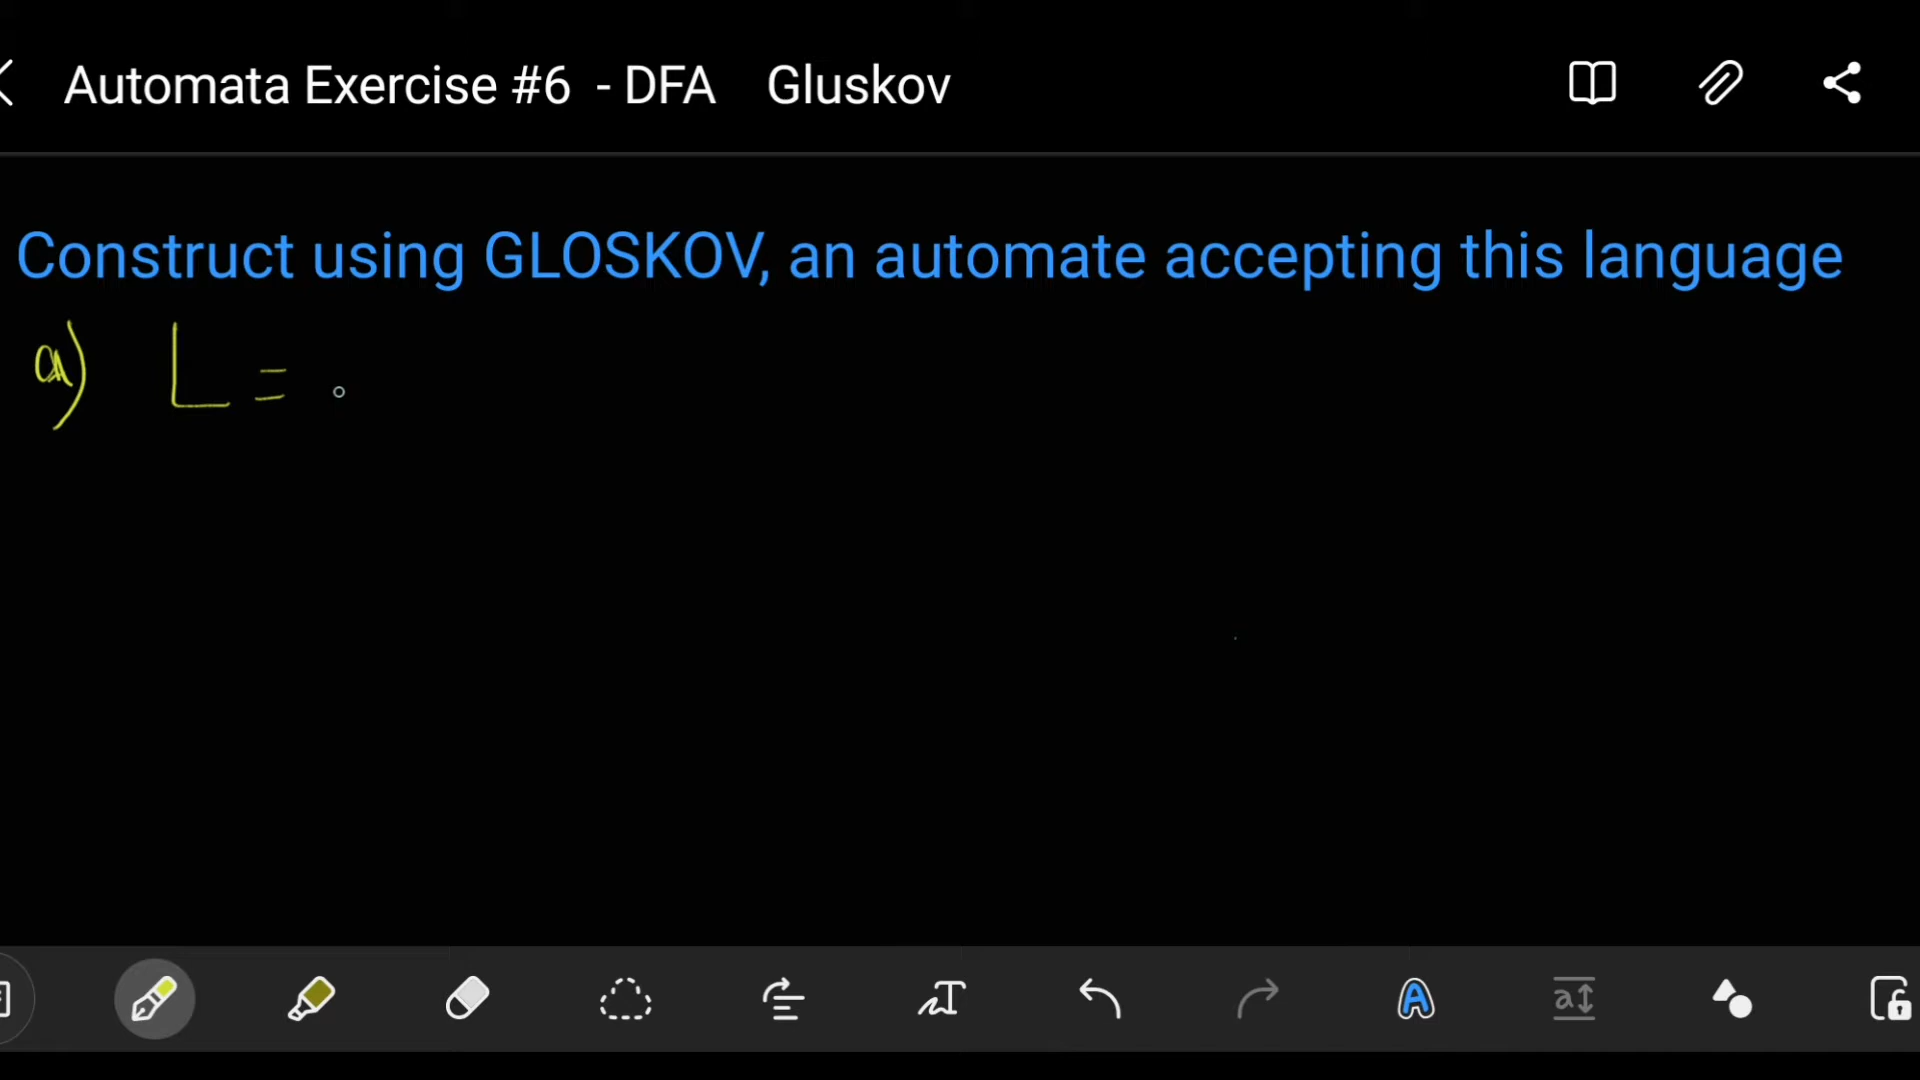 Automata Exercise #6 - DFA Gluskov
Construct using GLOSKOV, an automate accepting this language
a) L =